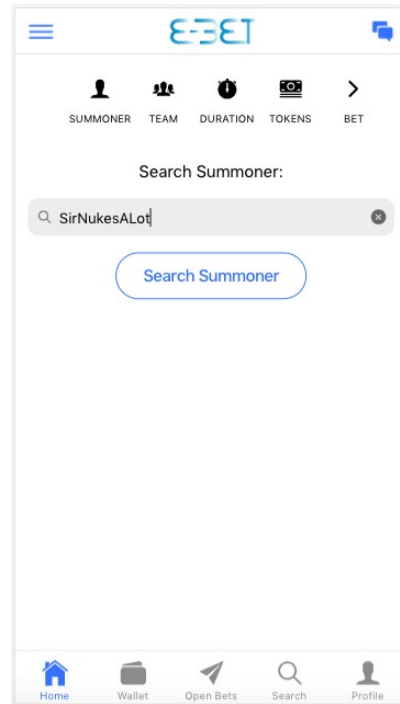 E-BET
SUMMONER TEAM DURATION TOKENS BET
Search Summoner:
SirNukesALot
Search Summoner
Home Wallet Open Bets Search Profile